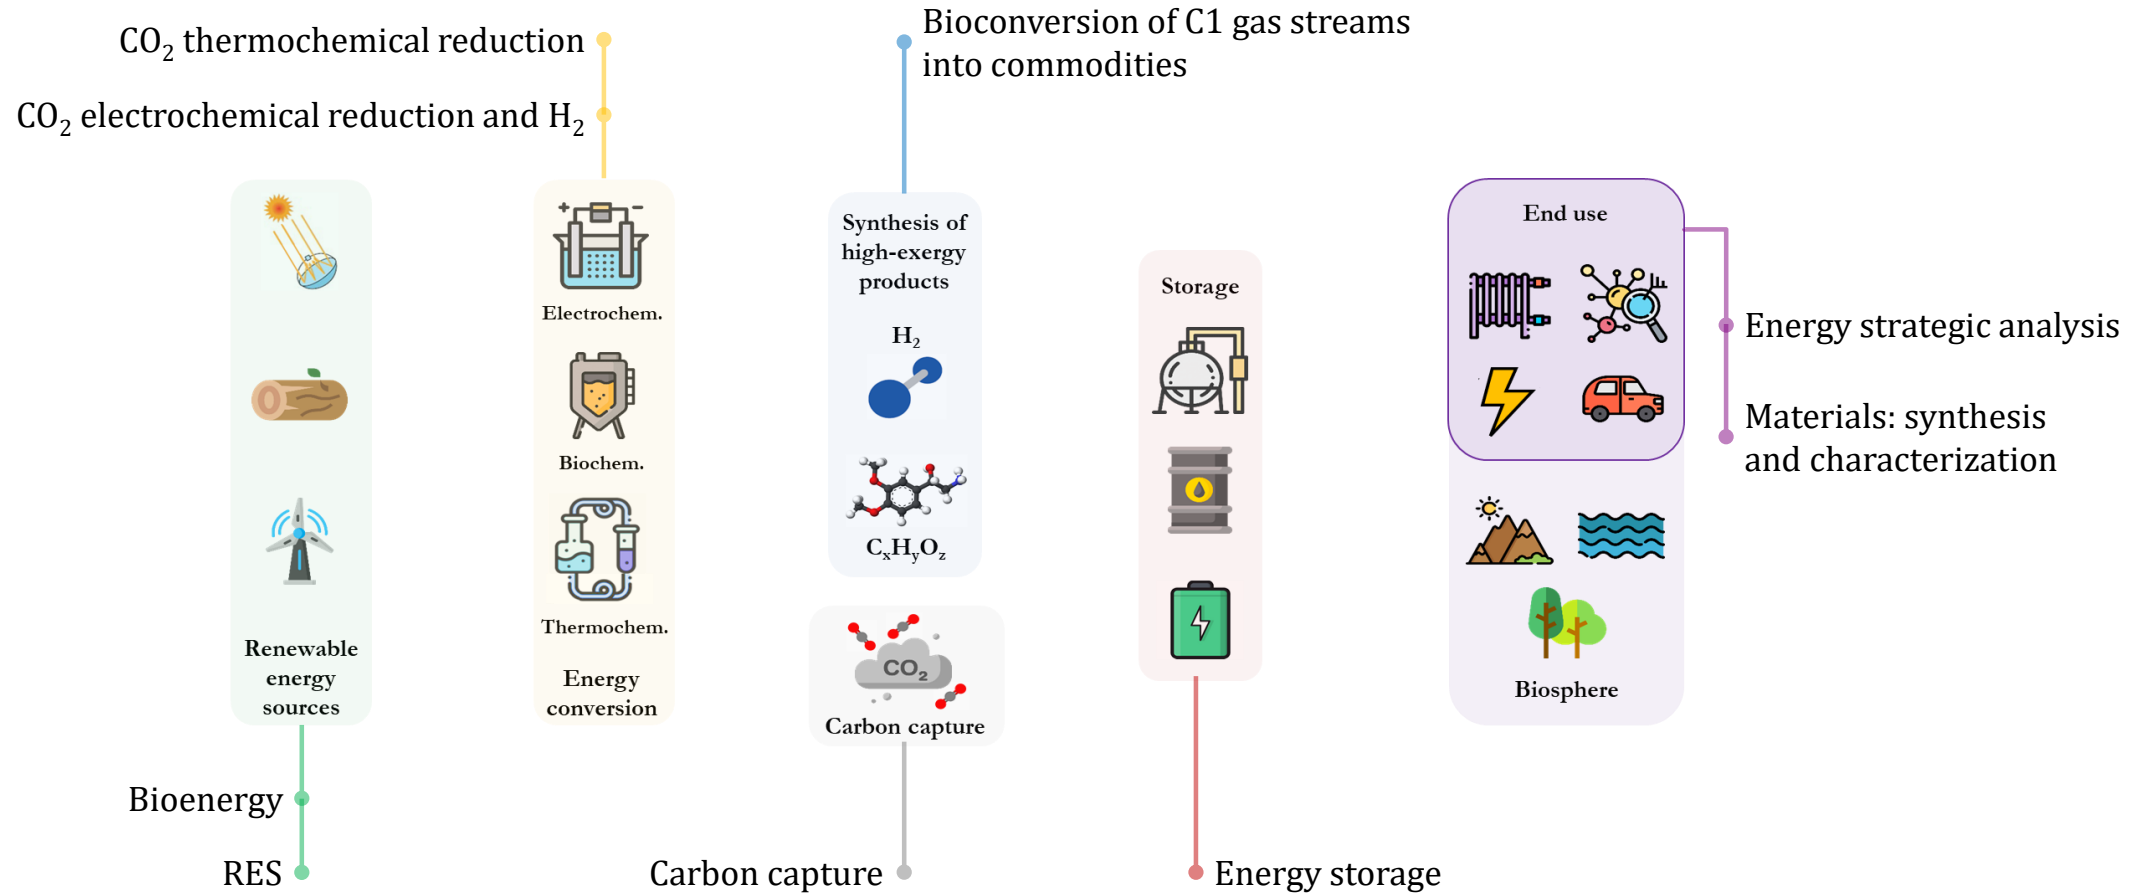 CO₂ thermochemical reduction
CO₂ electrochemical reduction and H₂
Bioconversion of C1 gas streams
into commodities
Renewable
energy
sources
Bioenergy
RES
+ −
Electrochem.
Biochem.
Thermochem.
Energy
conversion
Synthesis of
high-exergy
products
H₂
CₓHᵧO𝓏
CO₂
Carbon capture
Carbon capture
Storage
Energy storage
End use
Energy strategic analysis
Materials: synthesis
and characterization
Biosphere